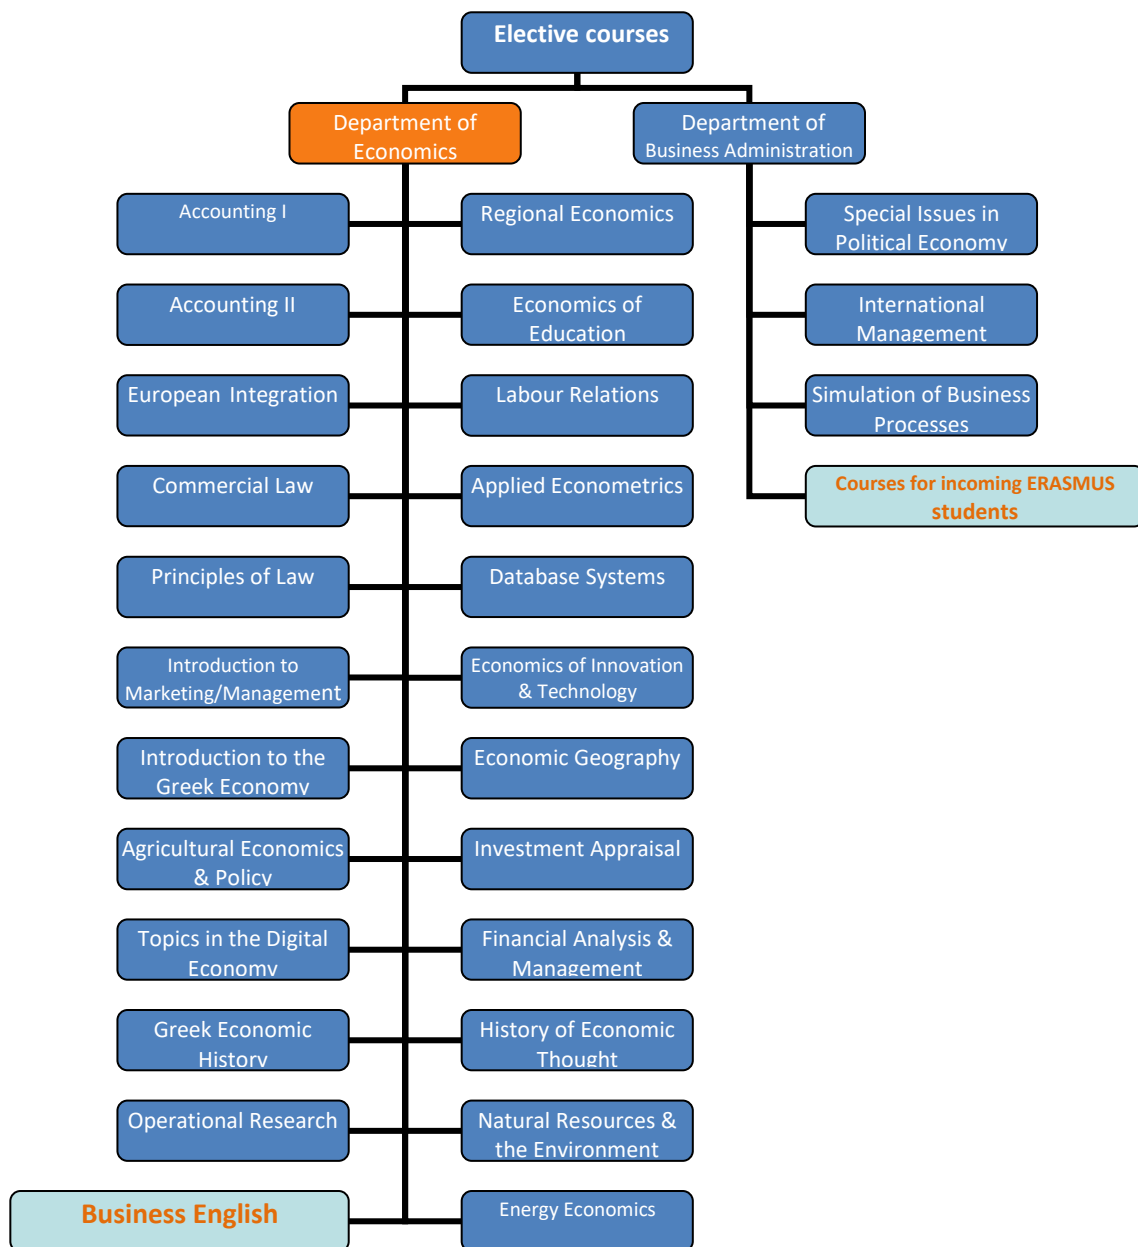 Elective courses
Department of
Economics
Department of
Business Administration
Accounting I
Regional Economics
Special Issues in
Political Economy
Accounting II
Economics of
Education
International
Management
European Integration
Labour Relations
Simulation of Business
Processes
Commercial Law
Applied Econometrics
Courses for incoming ERASMUS
students
Principles of Law
Database Systems
Introduction to
Marketing/Management
Economics of Innovation
& Technology
Introduction to the
Greek Economy
Economic Geography
Agricultural Economics
& Policy
Investment Appraisal
Topics in the Digital
Economy
Financial Analysis &
Management
Greek Economic
History
History of Economic
Thought
Operational Research
Natural Resources &
the Environment
Business English
Energy Economics